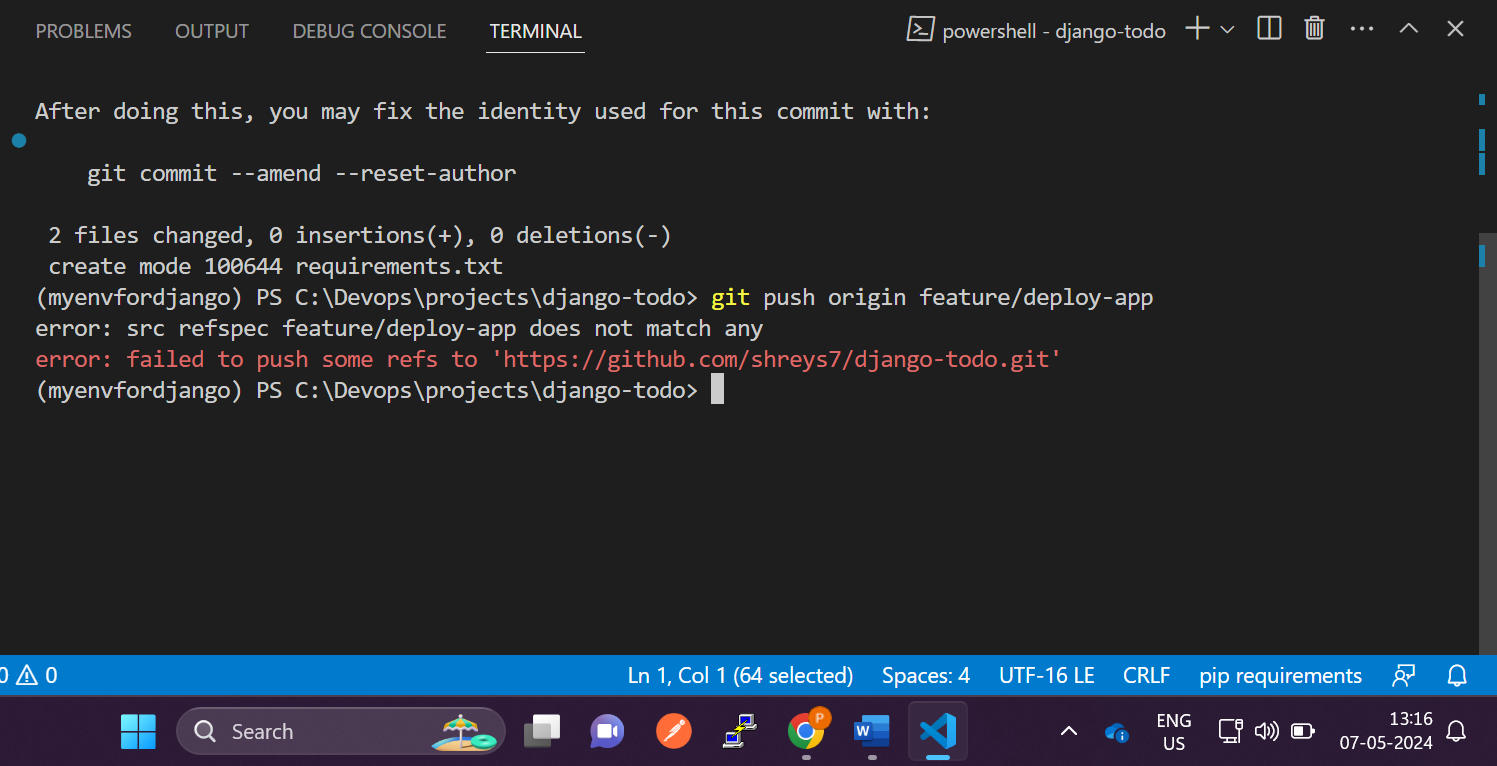 PROBLEMS OUTPUT DEBUG CONSOLE TERMINAL powershell - django-todo
After doing this, you may fix the identity used for this commit with:
git commit --amend --reset-author
2 files changed, 0 insertions(+), 0 deletions(-)
create mode 100644 requirements.txt
(myenvfordjango) PS C:\Devops\projects\django-todo> git push origin feature/deploy-app
error: src refspec feature/deploy-app does not match any
error: failed to push some refs to 'https://github.com/shreys7/django-todo.git'
(myenvfordjango) PS C:\Devops\projects\django-todo>
0 0 Ln 1, Col 1 (64 selected) Spaces: 4 UTF-16 LE CRLF pip requirements
Search P W ENG 13:16
US 07-05-2024